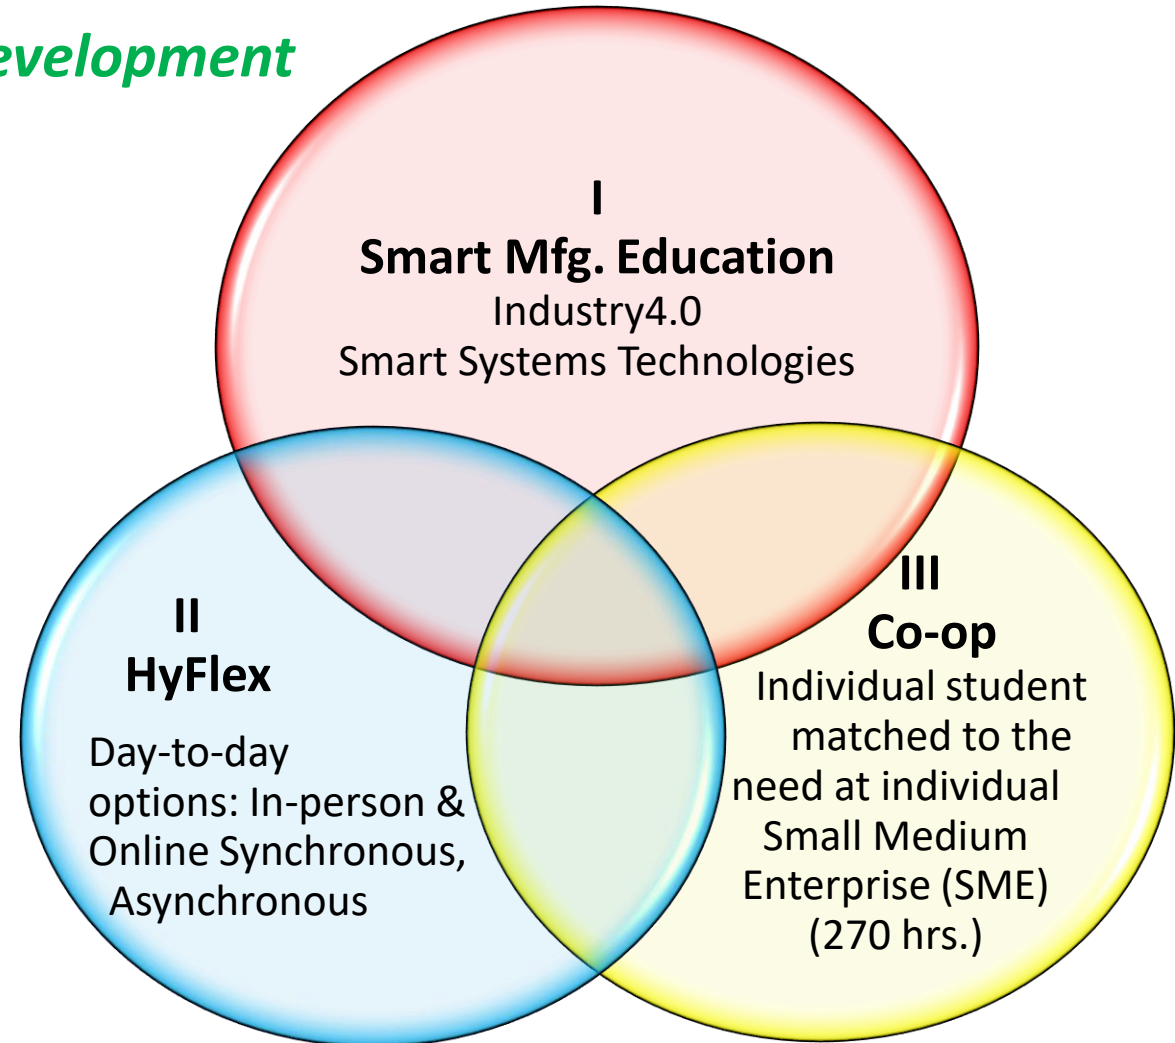 evelopment
I
Smart Mfg. Education
Industry4.0
Smart Systems Technologies
II
HyFlex
Day-to-day
options: In-person &
Online Synchronous,
Asynchronous
III
Co-op
Individual student
matched to the
need at individual
Small Medium
Enterprise (SME)
(270 hrs.)